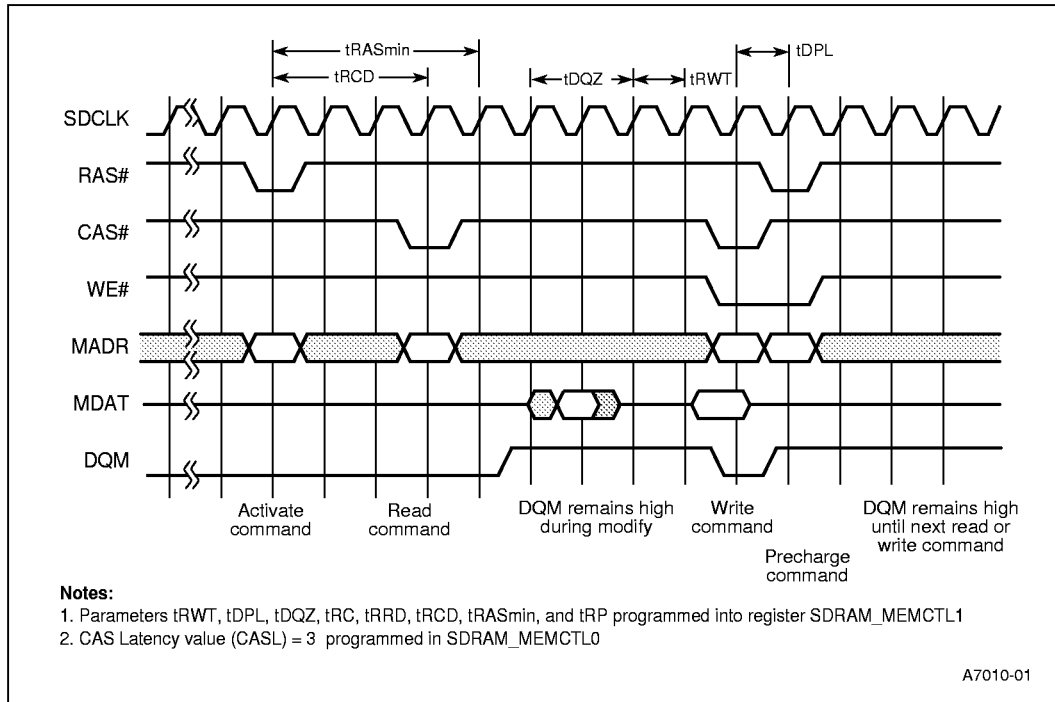 tRASmin
tDPL
tRCD
tDQZ
tRWT
SDCLK
RAS#
CAS#
WE#
MADR
MDAT
DQM
Activate
command
Read
command
DQM remains high
during modify
Write
command
Precharge
command
DQM remains high
until next read or
write command
Notes:
1. Parameters tRWT, tDPL, tDQZ, tRC, tRRD, tRCD, tRASmin, and tRP programmed into register SDRAM_MEMCTL1
2. CAS Latency value (CASL) = 3 programmed in SDRAM_MEMCTL0
A7010-01